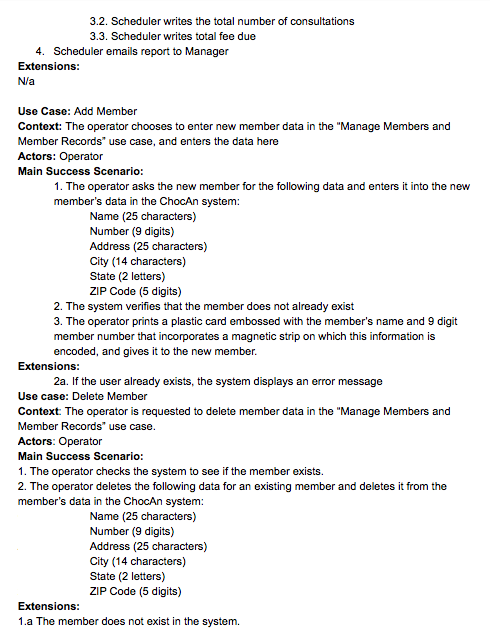 3.2. Scheduler writes the total number of consultations
3.3. Scheduler writes total fee due
4. Scheduler emails report to Manager
Extensions:
N/a
Use Case: Add Member
Context: The operator chooses to enter new member data in the "Manage Members and
Member Records" use case, and enters the data here
Actors: Operator
Main Success Scenario:
1. The operator asks the new member for the following data and enters it into the new
member's data in the ChocAn system:
Name (25 characters)
Number (9 digits)
Address (25 characters)
City (14 characters)
State (2 letters)
ZIP Code (5 digits)
2. The system verifies that the member does not already exist
3. The operator prints a plastic card embossed with the member's name and 9 digit
member number that incorporates a magnetic strip on which this information is
encoded, and gives it to the new member.
Extensions:
2a. If the user already exists, the system displays an error message
Use case: Delete Member
Context: The operator is requested to delete member data in the "Manage Members and
Member Records" use case.
Actors: Operator
Main Success Scenario:
1. The operator checks the system to see if the member exists.
2. The operator deletes the following data for an existing member and deletes it from the
member's data in the ChocAn system:
Name (25 characters)
Number (9 digits)
Address (25 characters)
City (14 characters)
State (2 letters)
ZIP Code (5 digits)
Extensions:
1.a The member does not exist in the system.